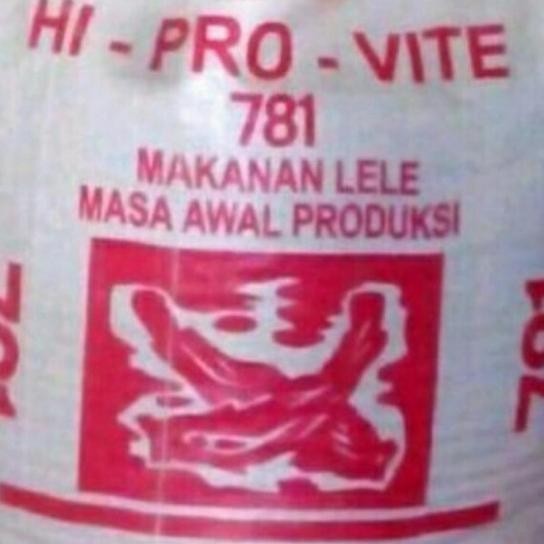 HI - PRO - VITE
781
MAKANAN LELE
MASA AWAL PRODUKSI